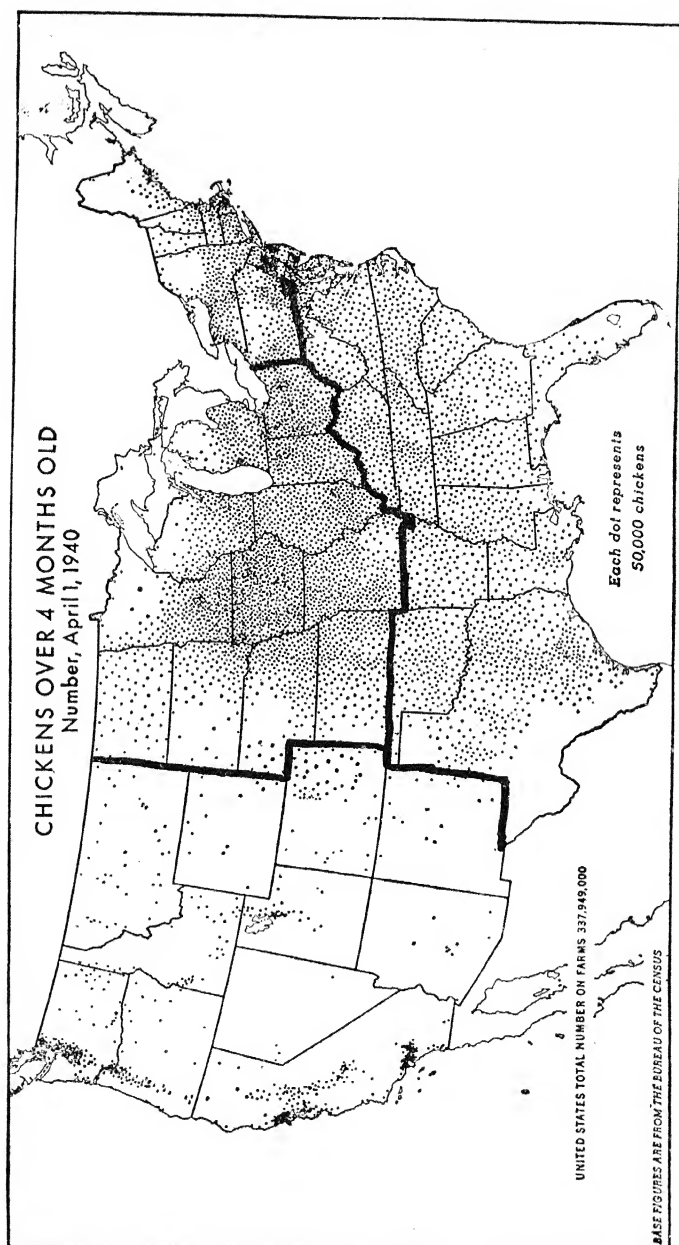 CHICKENS OVER 4 MONTHS OLD
Number, April 1, 1940
Each dot represents
50,000 chickens
UNITED STATES TOTAL NUMBER ON FARMS 337,949,000
BASE FIGURES ARE FROM THE BUREAU OF THE CENSUS